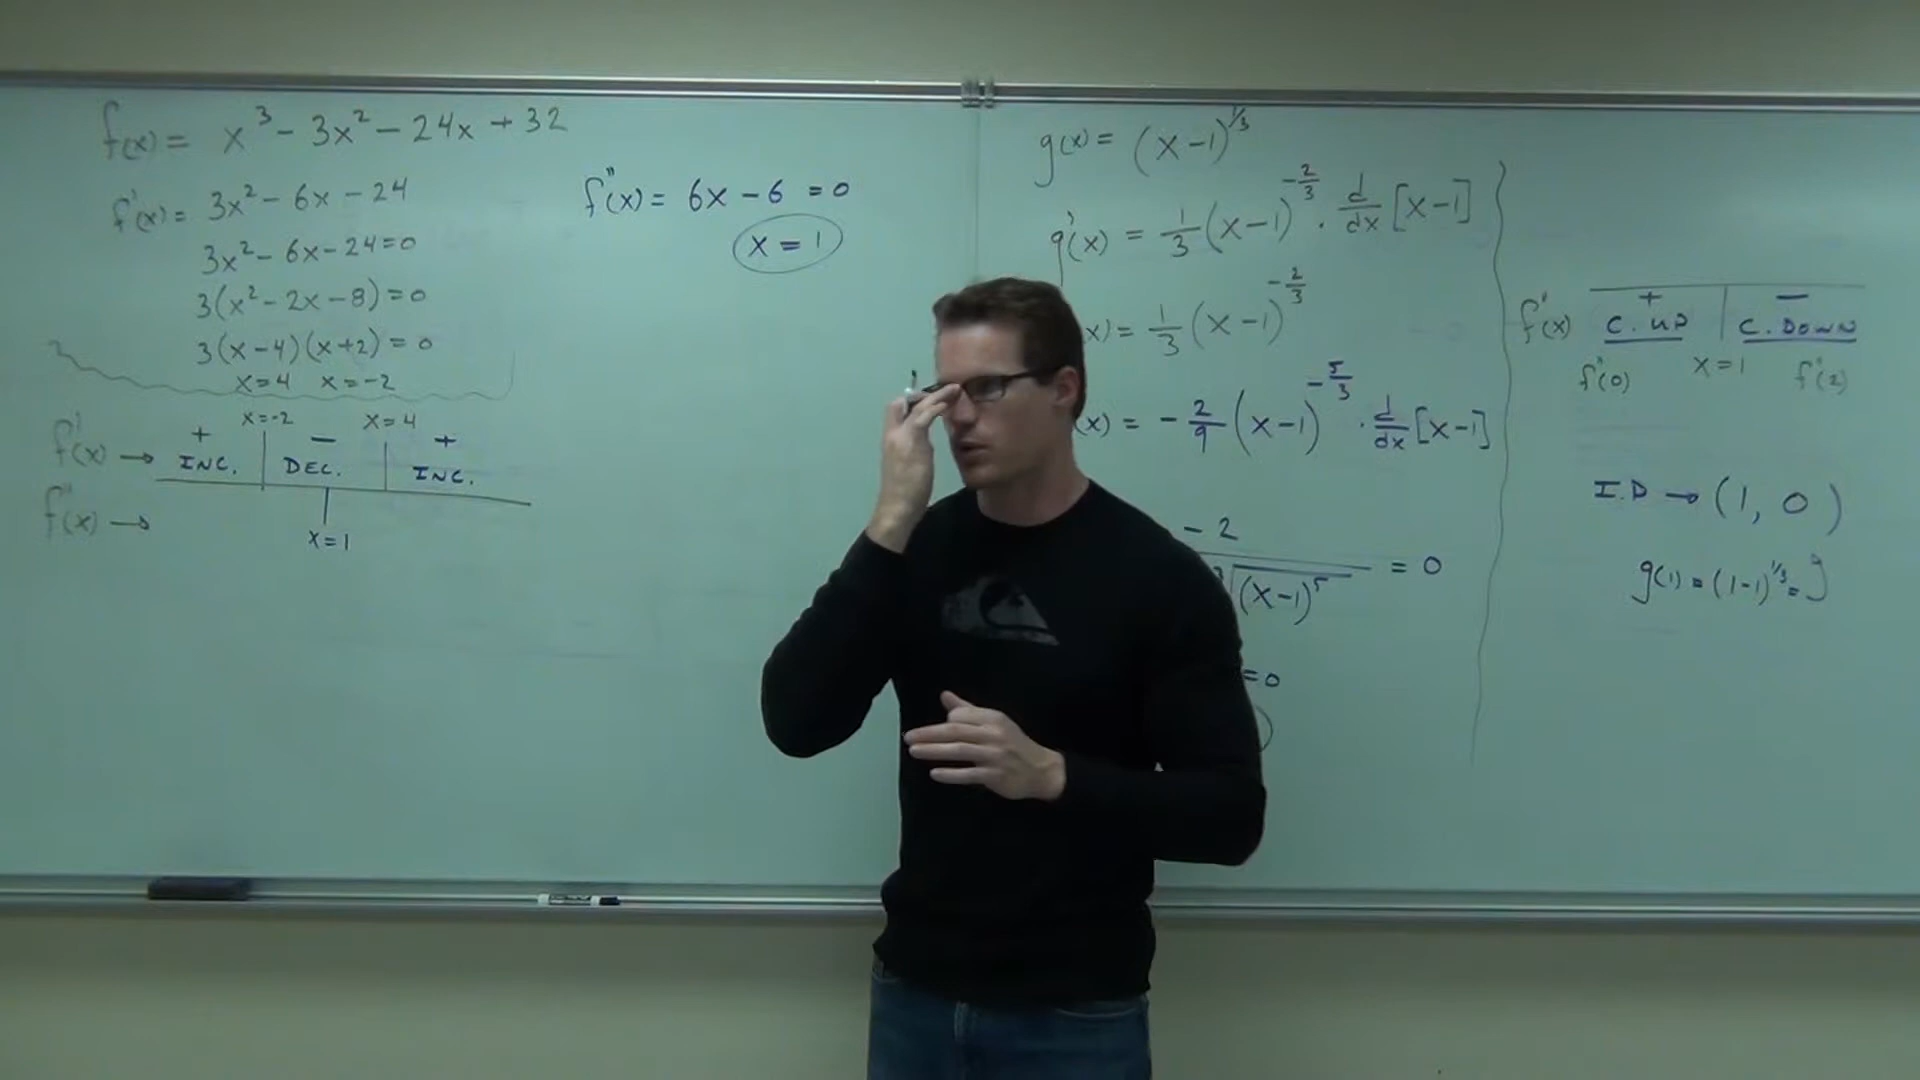 f(x) = x³ - 3x² - 24x + 32
f'(x) = 3x² - 6x - 24
3x² - 6x - 24 = 0
3(x² - 2x - 8) = 0
3(x - 4)(x + 2) = 0
x = 4 x = -2
x = -2 x = 4
+ - +
f'(x) → INC. DEC. INC.
f''(x) →
x = 1
f''(x) = 6x - 6 = 0
x = 1
g(x) = (x - 1)^1/3
g'(x) = 1/3 (x - 1)^-2/3 · d/dx [x - 1]
x) = 1/3 (x - 1)^-2/3
(x) = -2/9 (x - 1)^-5/3 · d/dx [x - 1]
-2
³√(x - 1)⁵ = 0
= 0
+ -
f''(x) C. UP C. DOWN
f''(0) x = 1 f''(2)
I.P → (1, 0)
g(1) = (1 - 1)^1/3 =